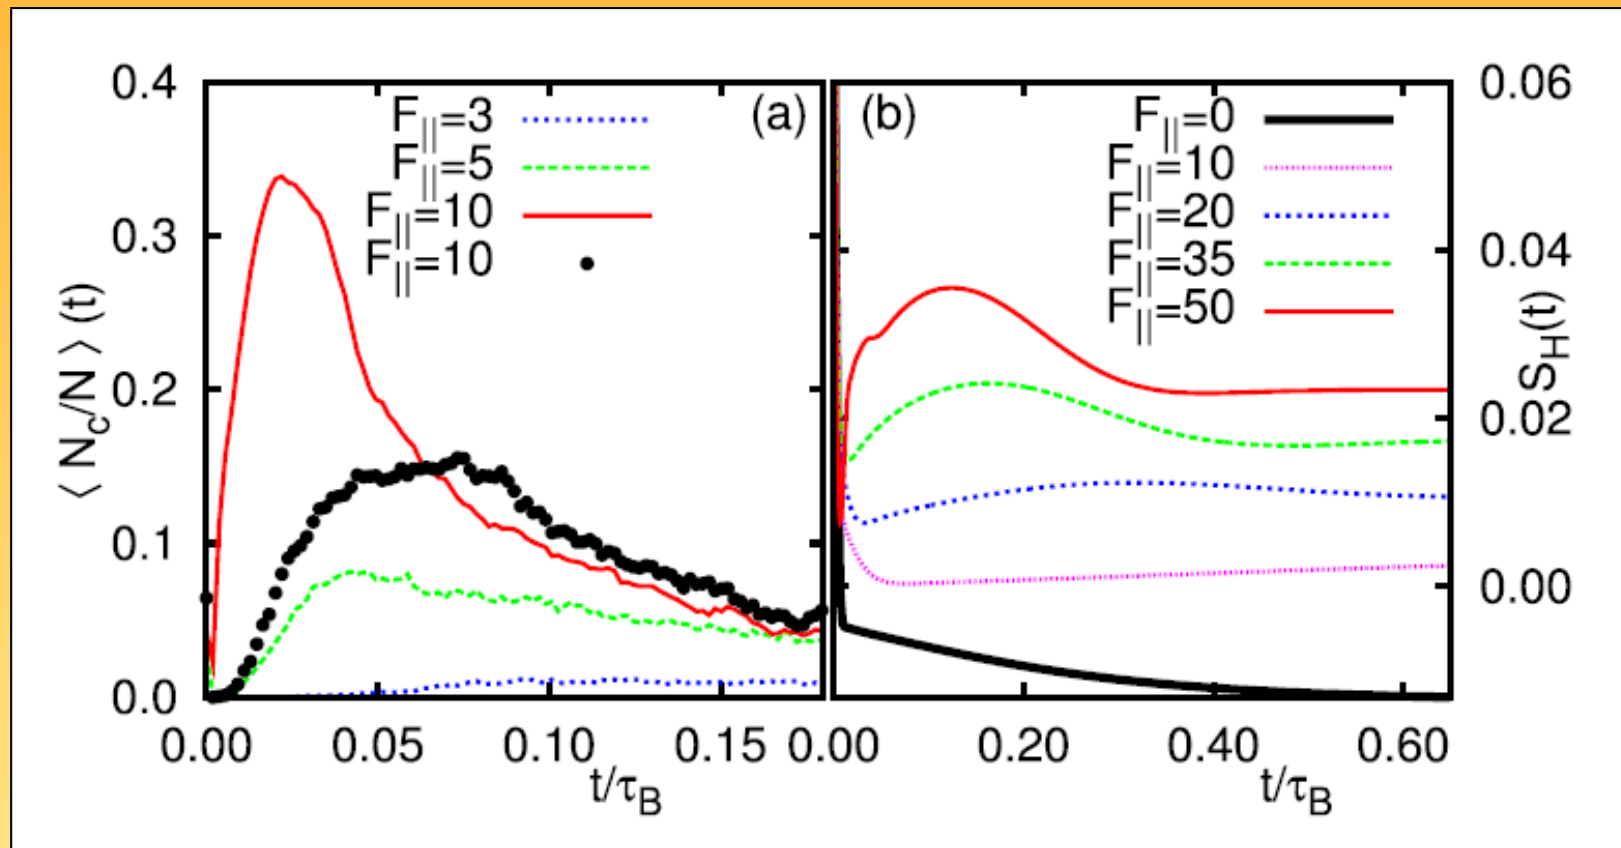 0.4
0.3
0.2
0.1
0.0
⟨ N_c/N ⟩ (t)
(a)
F_||=3
F_||=5
F_||=10
F_||=10
0.00 0.05 0.10 0.15
t/τ_B
(b)
F_||=0
F_||=10
F_||=20
F_||=35
F_||=50
0.00 0.20 0.40 0.60
t/τ_B
0.06
0.04
0.02
0.00
S_H(t)